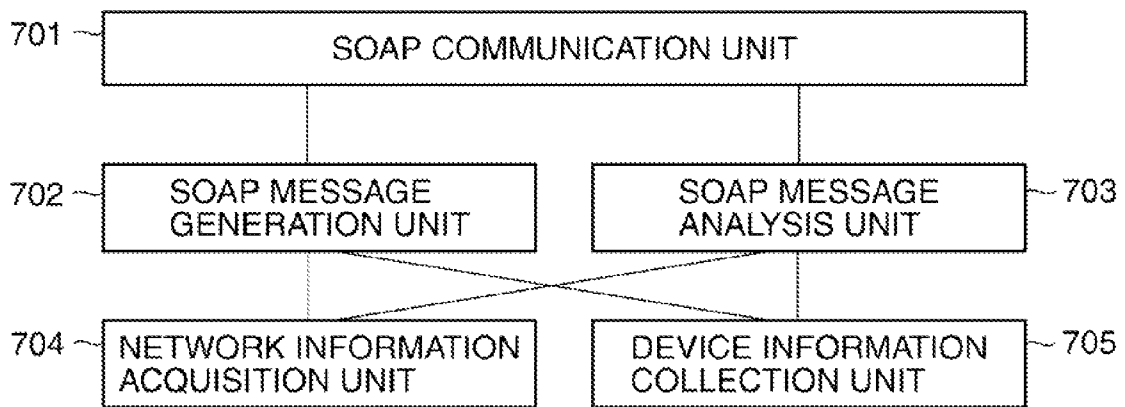 701
SOAP COMMUNICATION UNIT
702
SOAP MESSAGE
GENERATION UNIT
SOAP MESSAGE
ANALYSIS UNIT
703
704
NETWORK INFORMATION
ACQUISITION UNIT
DEVICE INFORMATION
COLLECTION UNIT
705